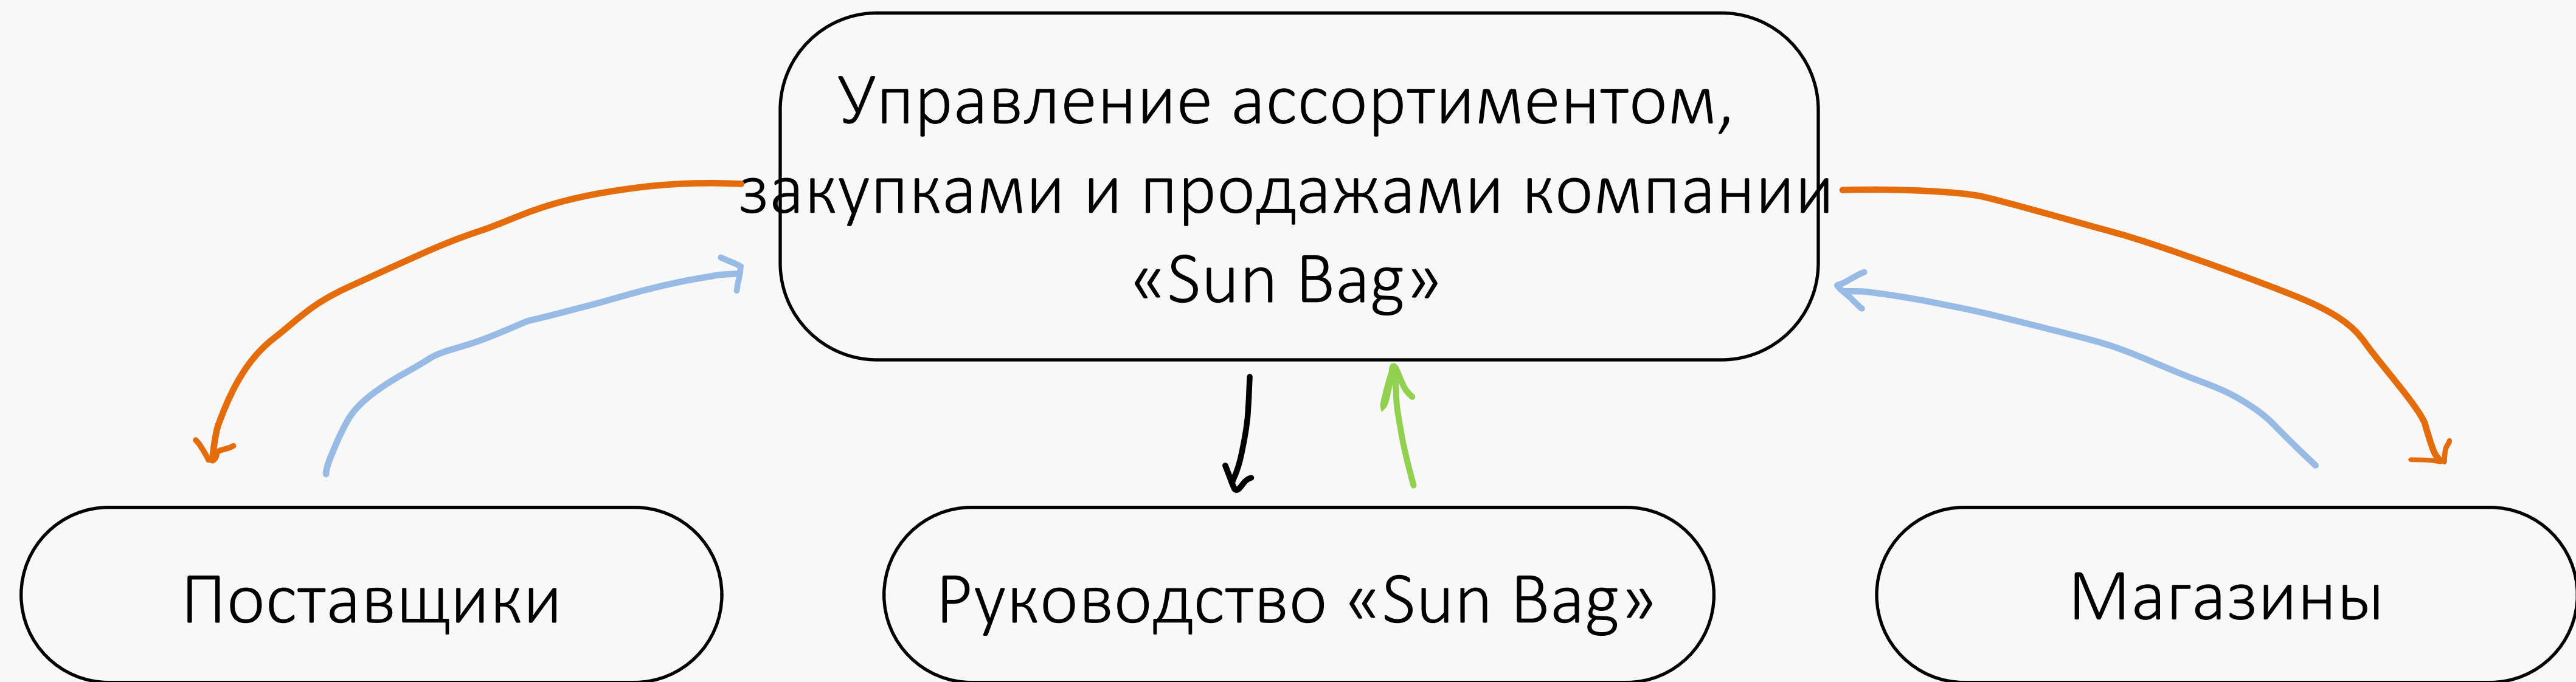 Управление ассортиментом,
закупками и продажами компании
«Sun Bag»
Поставщики
Руководство «Sun Bag»
Магазины